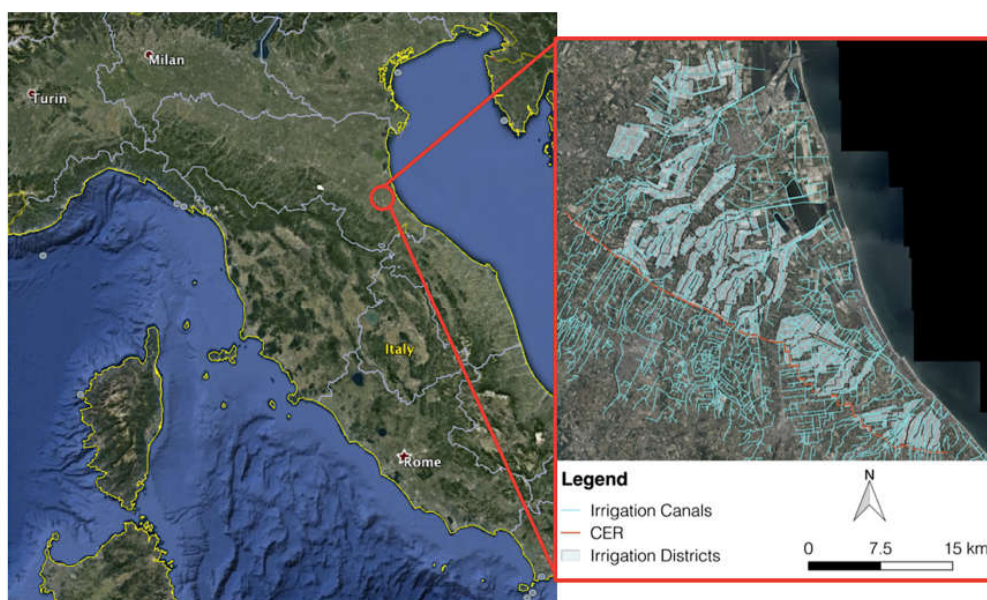 Milan
Turin
Italy
Rome
Legend
Irrigation Canals
CER
Irrigation Districts
N
0 7.5 15 km